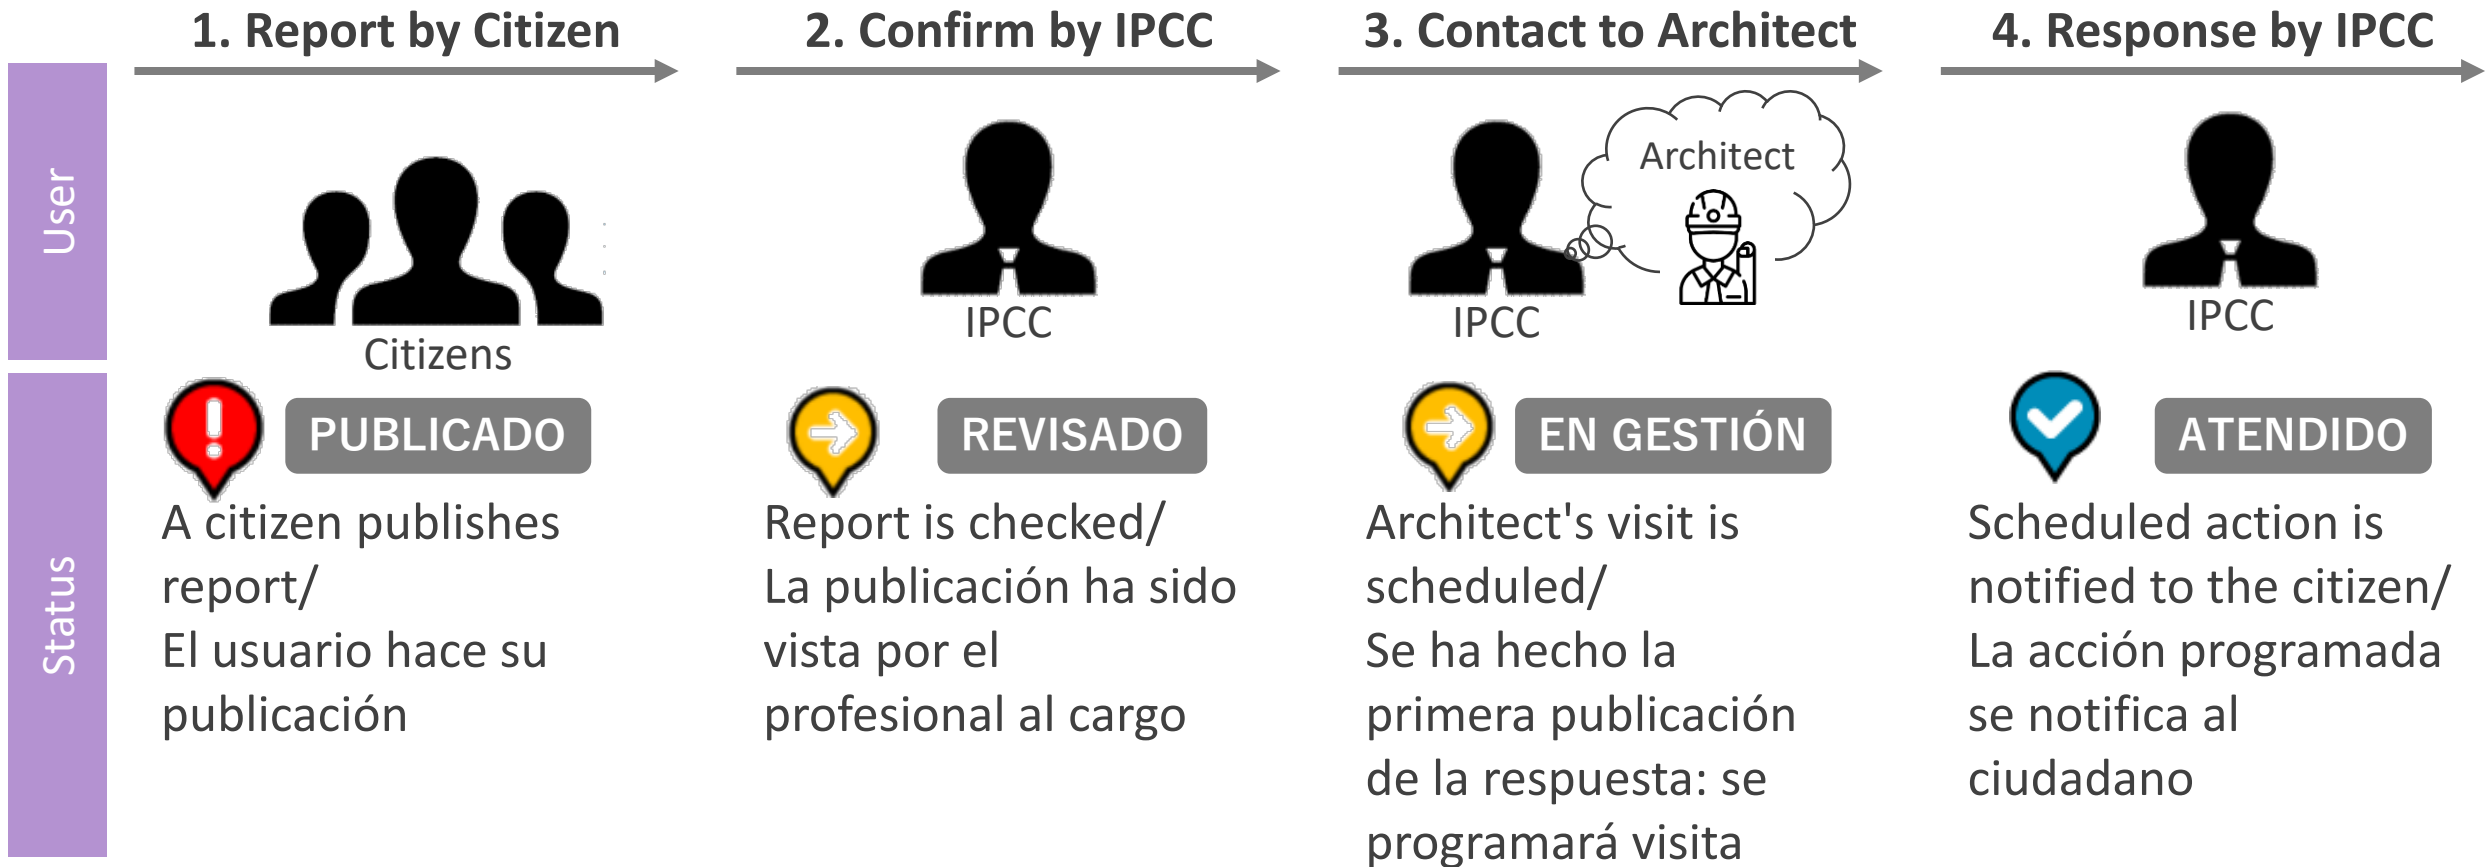 1. Report by Citizen
2. Confirm by IPCC
3. Contact to Architect
4. Response by IPCC
User
Citizens
IPCC
IPCC
Architect
IPCC
Status
PUBLICADO
A citizen publishes
report/
El usuario hace su
publicación
REVISADO
Report is checked/
La publicación ha sido
vista por el
profesional al cargo
EN GESTIÓN
Architect's visit is
scheduled/
Se ha hecho la
primera publicación
de la respuesta: se
programará visita
ATENDIDO
Scheduled action is
notified to the citizen/
La acción programada
se notifica al
ciudadano